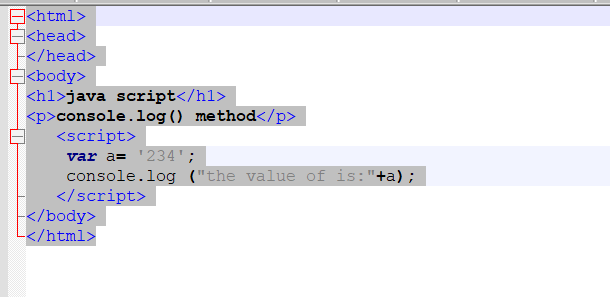 <html>
<head>
</head>
<body>
<h1>java script</h1>
<p>console.log() method</p>
<script>
var a= '234';
console.log ("the value of is:"+a);
</script>
</body>
</html>